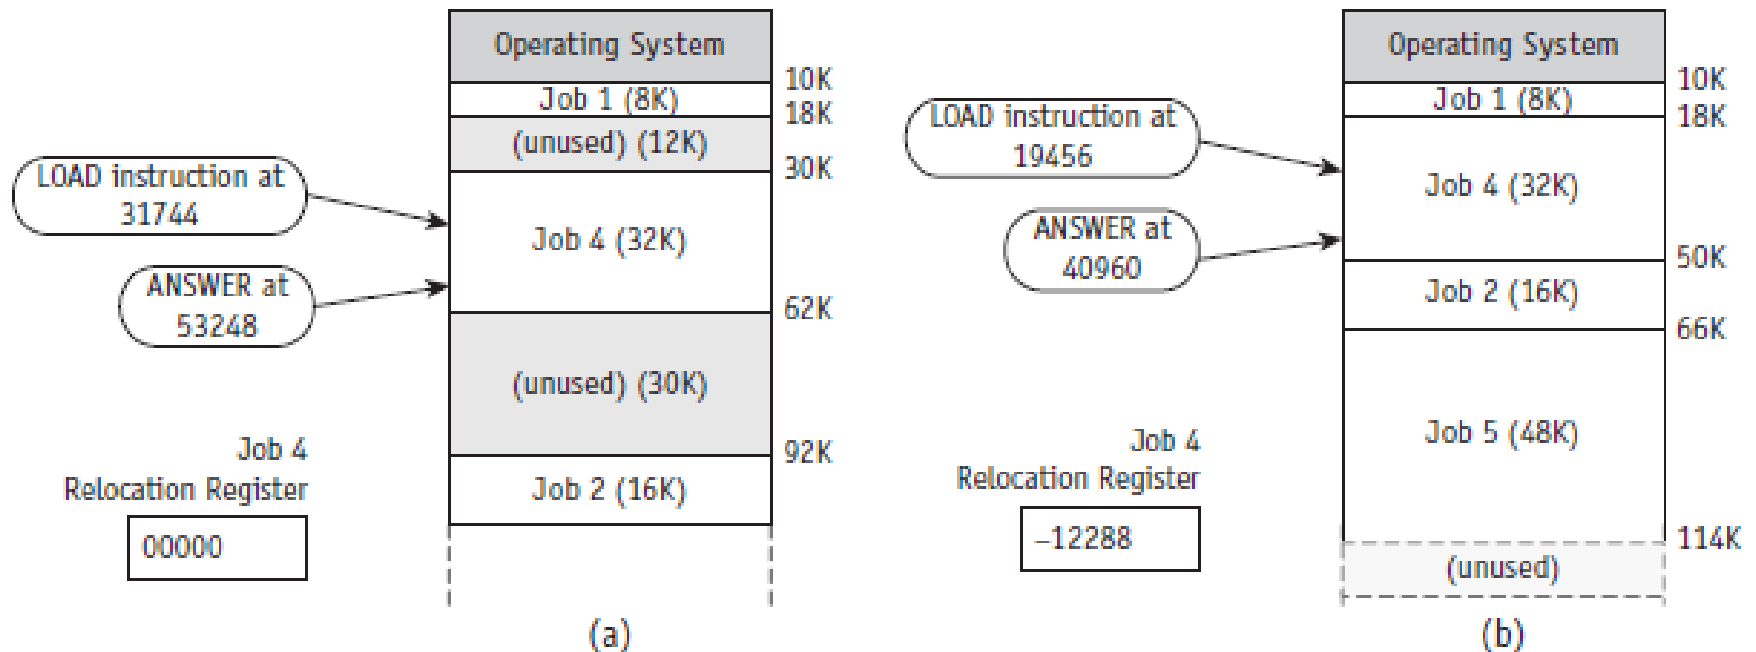 Operating System
10K
Job 1 (8K)
18K
(unused) (12K)
30K
LOAD instruction at
31744
Job 4 (32K)
ANSWER at
53248
62K
(unused) (30K)
92K
Job 4
Relocation Register
00000
Job 2 (16K)
(a)
Operating System
10K
Job 1 (8K)
18K
LOAD instruction at
19456
Job 4 (32K)
ANSWER at
40960
50K
Job 2 (16K)
66K
Job 5 (48K)
Job 4
Relocation Register
–12288
114K
(unused)
(b)